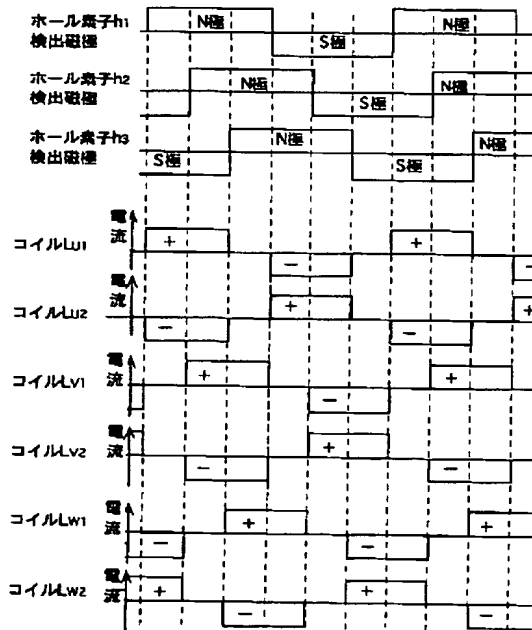 ホール素子h1
検出磁極
N極
S極
N極
ホール素子h2
検出磁極
N極
S極
N極
ホール素子h3
検出磁極
S極
N極
S極
N極
コイルLU1
電流
+
−
+
−
コイルLU2
電流
−
+
−
+
コイルLV1
電流
+
−
+
コイルLV2
電流
−
+
−
コイルLW1
電流
−
+
−
+
コイルLW2
電流
+
−
+
−